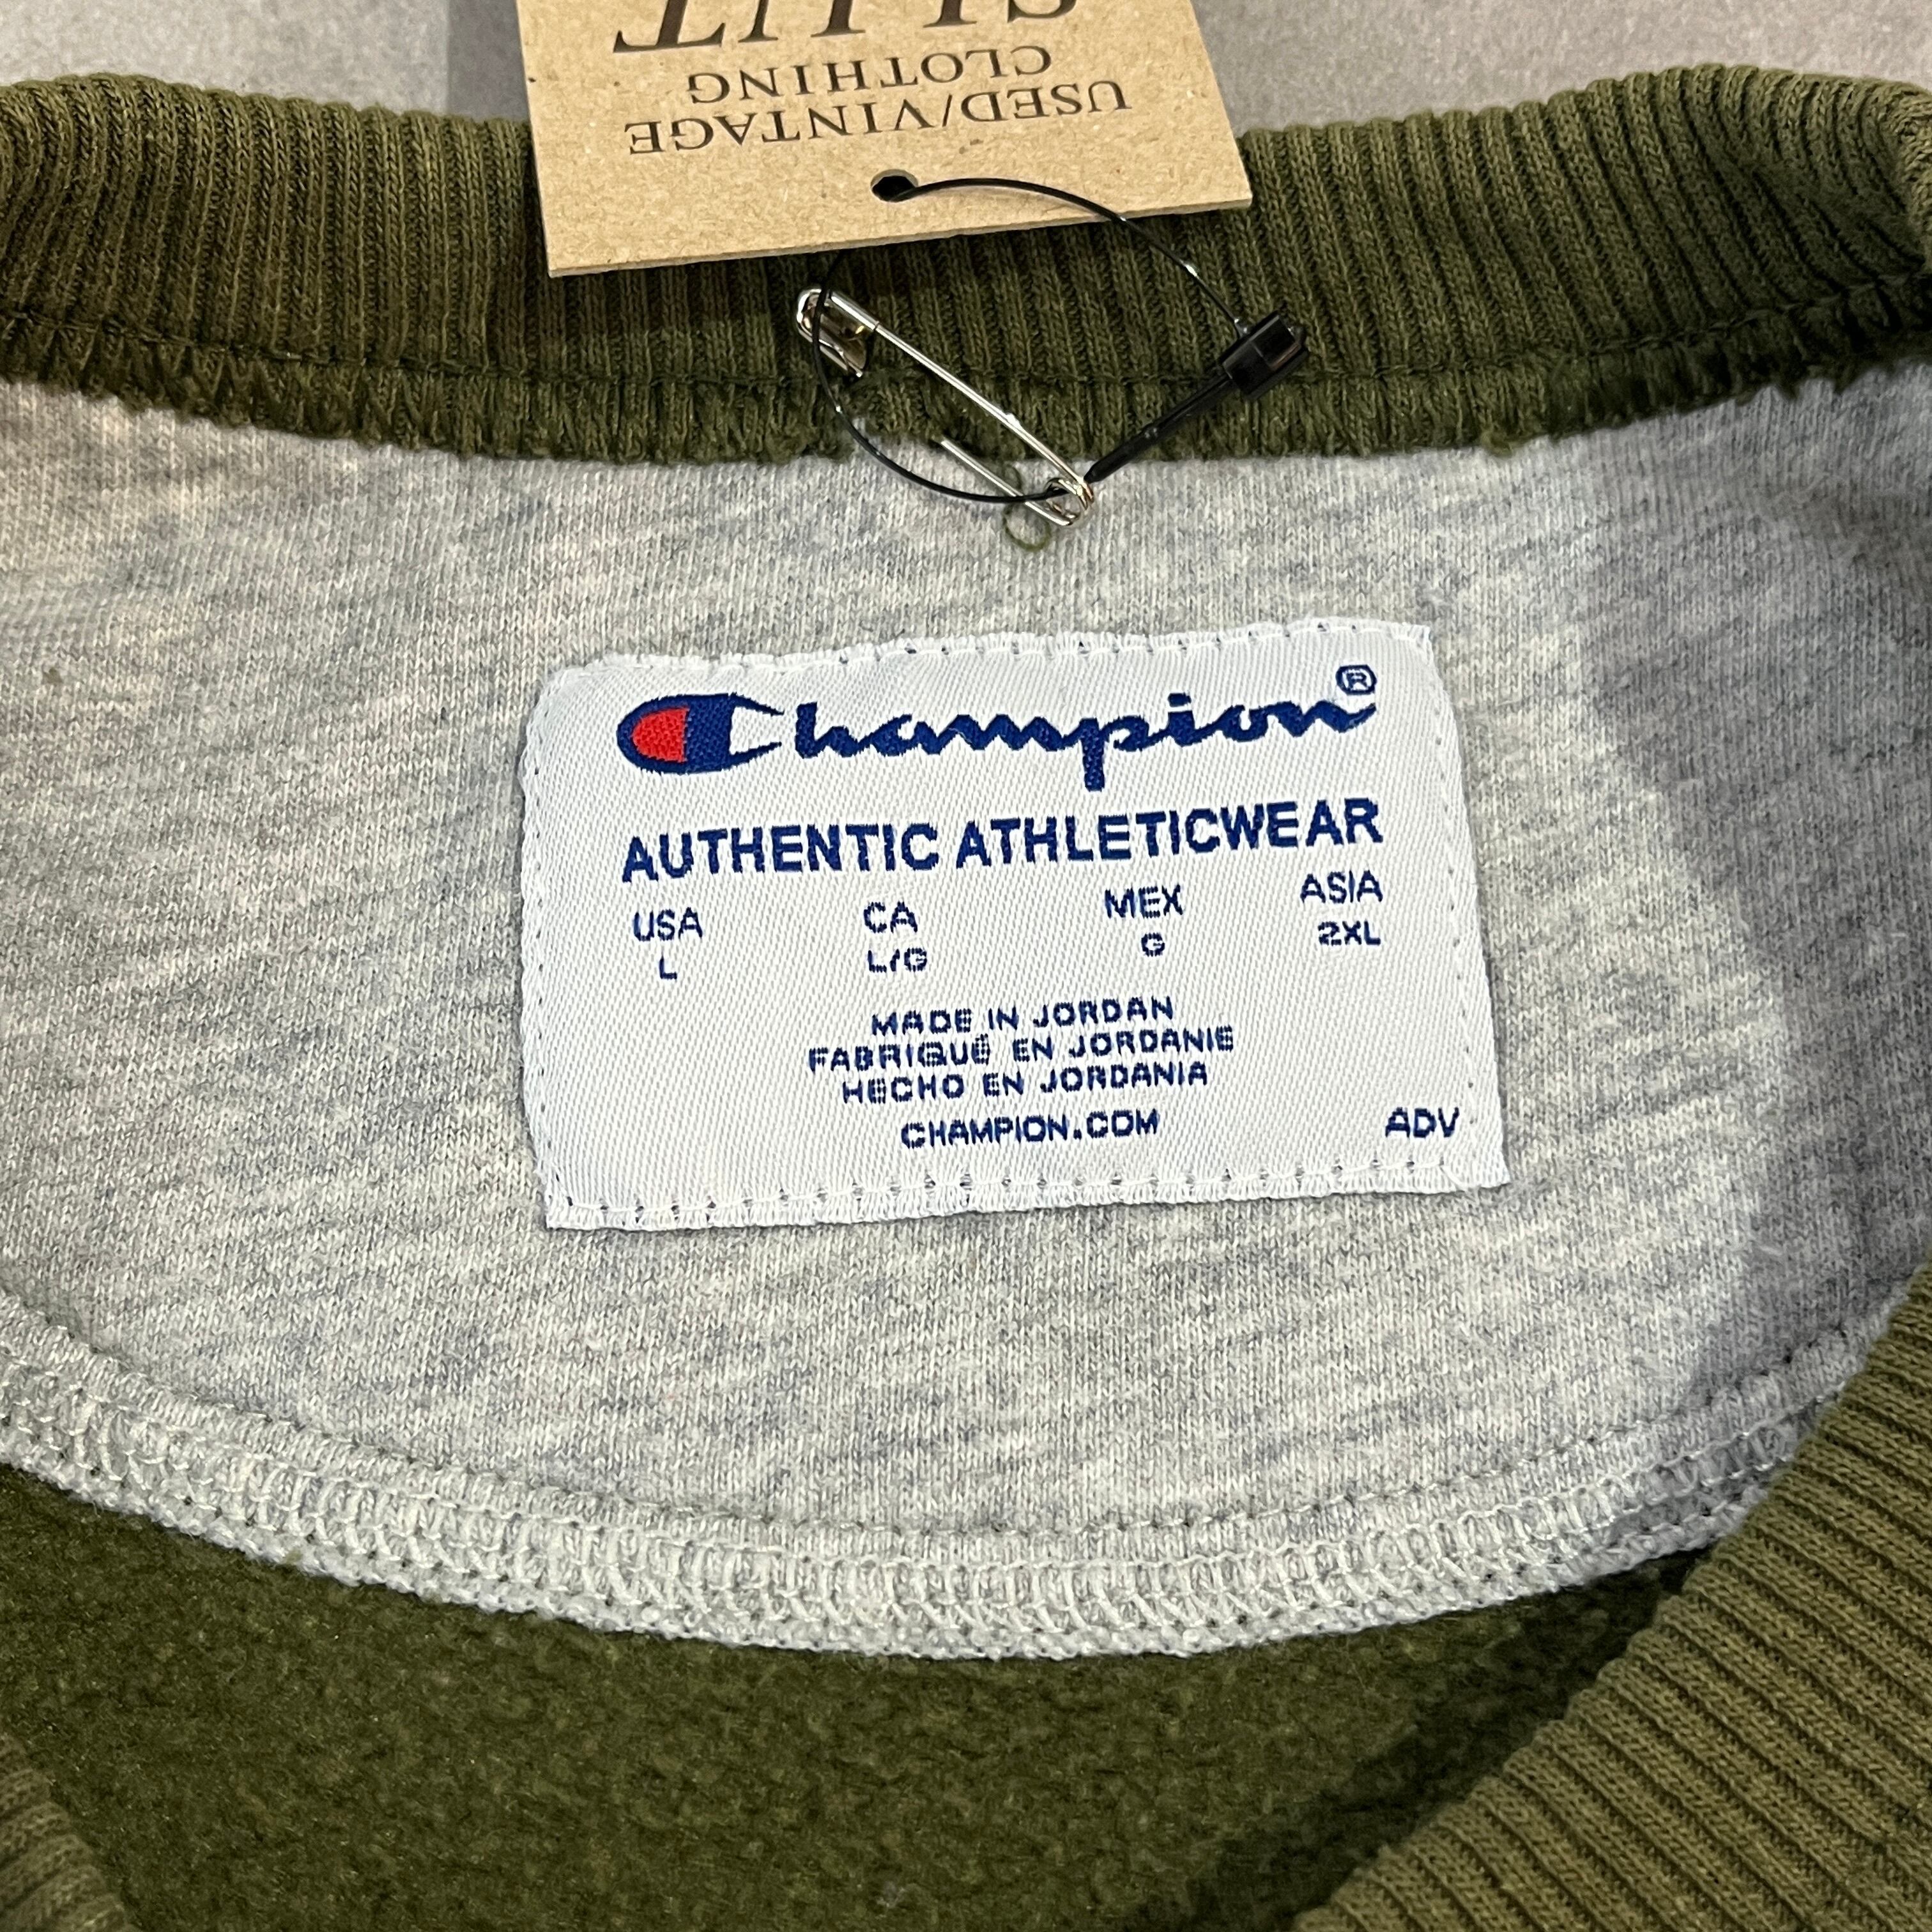 USED/VINTAGE
CLOTHING
Champion®
AUTHENTIC ATHLETICWEAR
USA CA MEX ASIA
L L/G G 2XL
MADE IN JORDAN
FABRIQUÉ EN JORDANIE
HECHO EN JORDANIA
CHAMPION.COM ADV